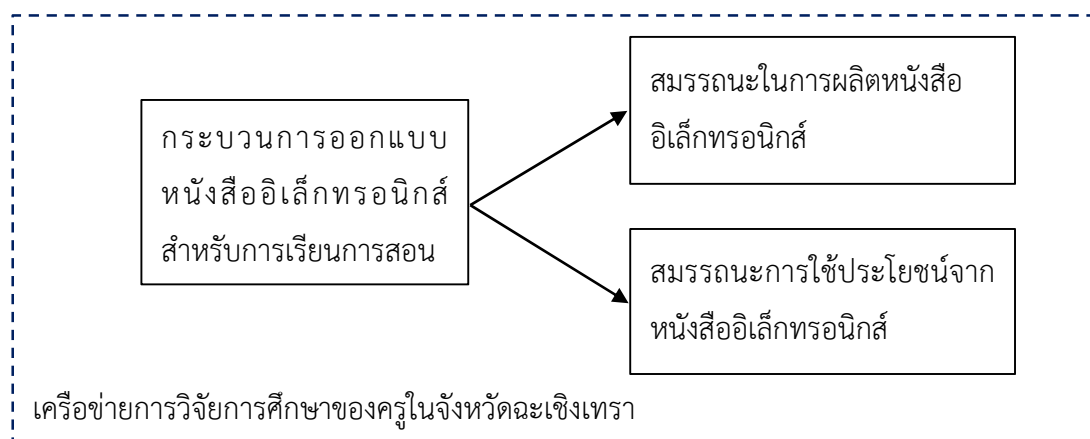 กระบวนการออกแบบ
หนังสืออิเล็กทรอนิกส์
สำหรับการเรียนการสอน
สมรรถนะในการผลิตหนังสือ
อิเล็กทรอนิกส์
สมรรถนะการใช้ประโยชน์จาก
หนังสืออิเล็กทรอนิกส์
เครือข่ายการวิจัยการศึกษาของครูในจังหวัดฉะเชิงเทรา